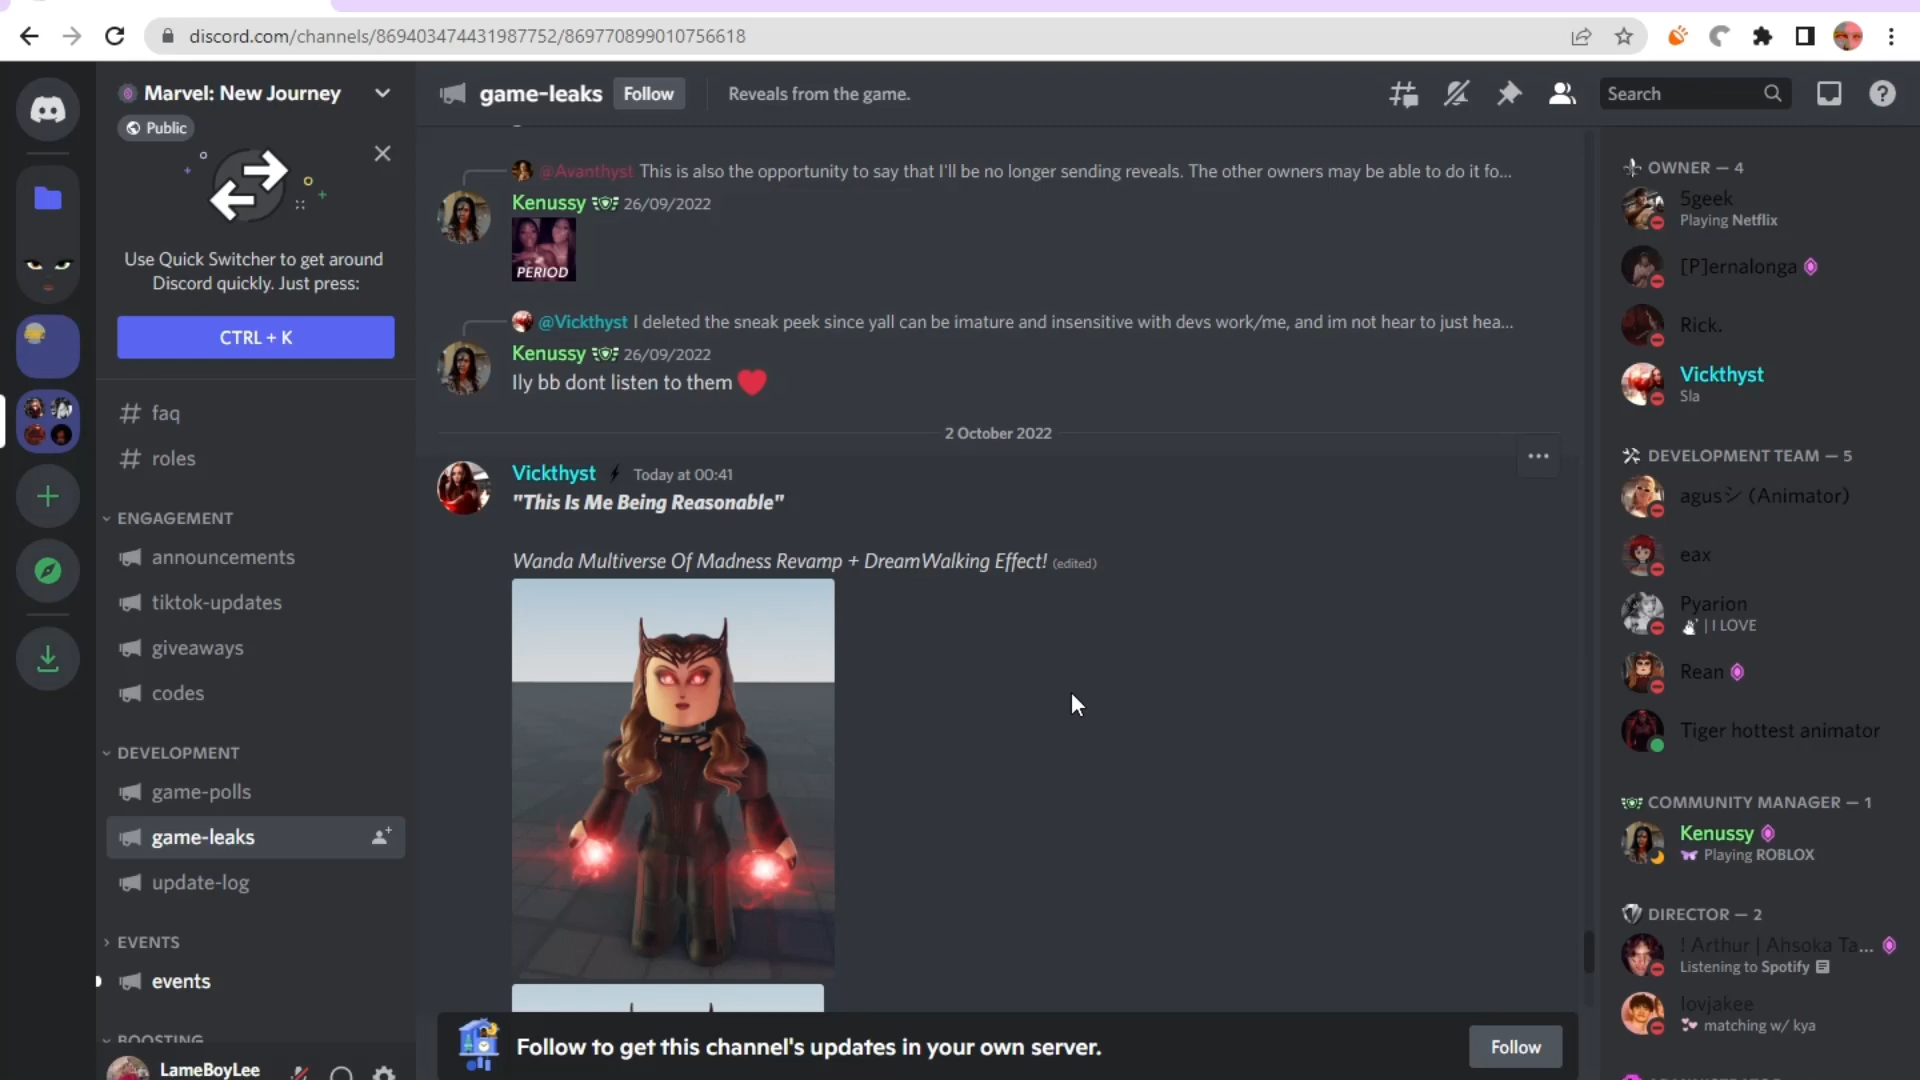 discord.com/channels/869403474431987752/869770899010756618
Marvel: New Journey
Public
Use Quick Switcher to get around
Discord quickly. Just press:
CTRL + K
faq
roles
ENGAGEMENT
announcements
tiktok-updates
giveaways
codes
DEVELOPMENT
game-polls
game-leaks
update-log
EVENTS
events
BOOSTING
LameBoyLee
game-leaks
Follow
Reveals from the game.
Search
@Avanthyst This is also the opportunity to say that I'll be no longer sending reveals. The other owners may be able to do it fo...
Kenussy 26/09/2022
PERIOD
@Vickthyst I deleted the sneak peek since yall can be imature and insensitive with devs work/me, and im not hear to just hea...
Kenussy 26/09/2022
Ily bb dont listen to them ❤️
2 October 2022
Vickthyst Today at 00:41
"This Is Me Being Reasonable"
Wanda Multiverse Of Madness Revamp + DreamWalking Effect! (edited)
Follow to get this channel's updates in your own server.
Follow
OWNER — 4
5geek
Playing Netflix
[P]ernalonga
Rick.
Vickthyst
Sla
DEVELOPMENT TEAM — 5
agusシ (Animator)
eax
Pyarion
| I LOVE
Rean
Tiger hottest animator
COMMUNITY MANAGER — 1
Kenussy
Playing ROBLOX
DIRECTOR — 2
! Arthur | Ahsoka Ta...
Listening to Spotify
lovjakee
matching w/ kya